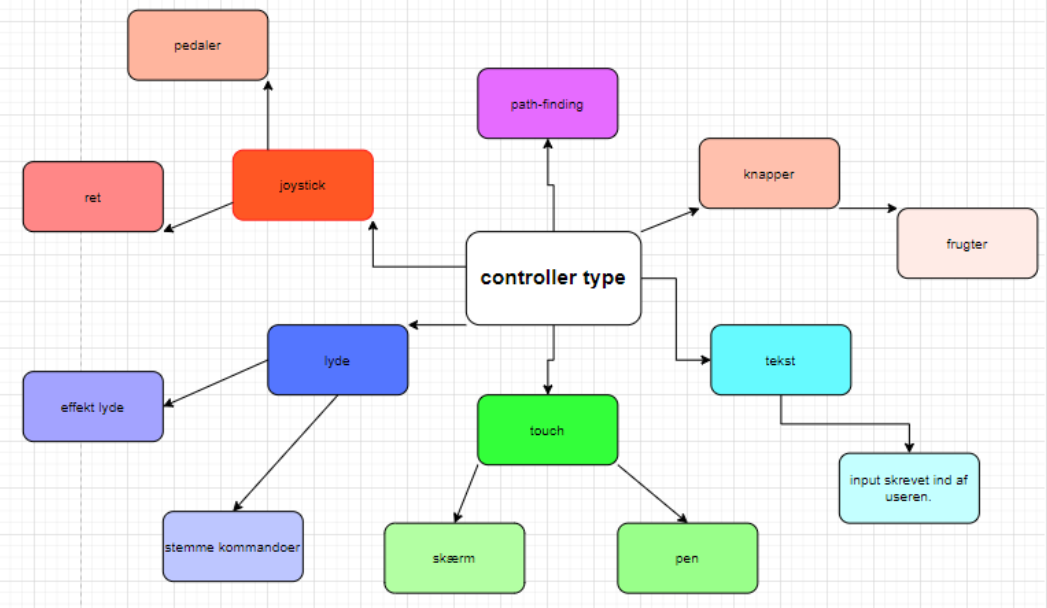 pedaler
path-finding
knapper
joystick
ret
frugter
controller type
lyde
tekst
effekt lyde
touch
input skrevet ind af
useren.
stemme kommandoer
skærm
pen